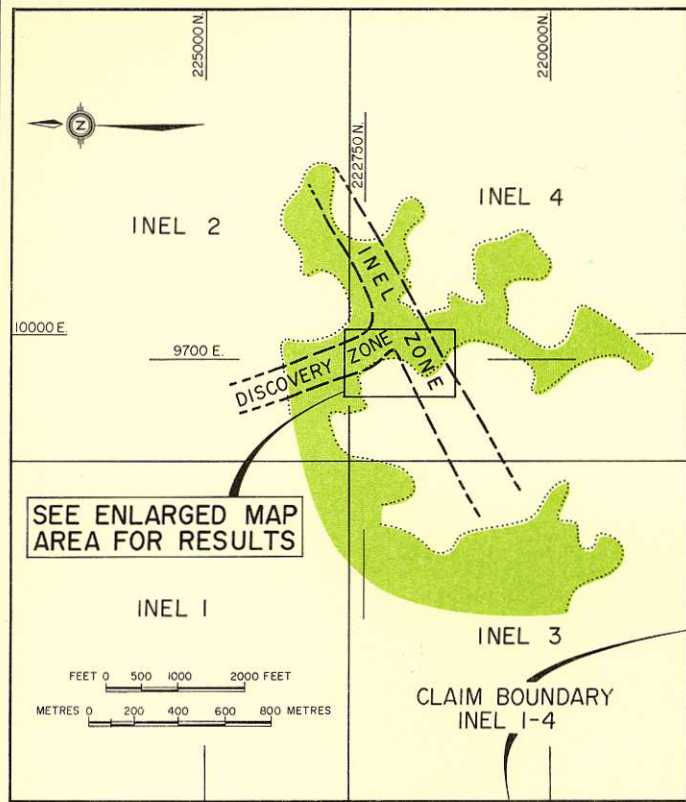 225000 N.
220000 N.
222750 N.
N
INEL 4
INEL 2
INEL
ZONE
10000 E.
9700 E.
DISCOVERY ZONE
SEE ENLARGED MAP
AREA FOR RESULTS
INEL 1
INEL 3
FEET 0 500 1000 2000 FEET
METRES 0 200 400 600 800 METRES
CLAIM BOUNDARY
INEL 1-4